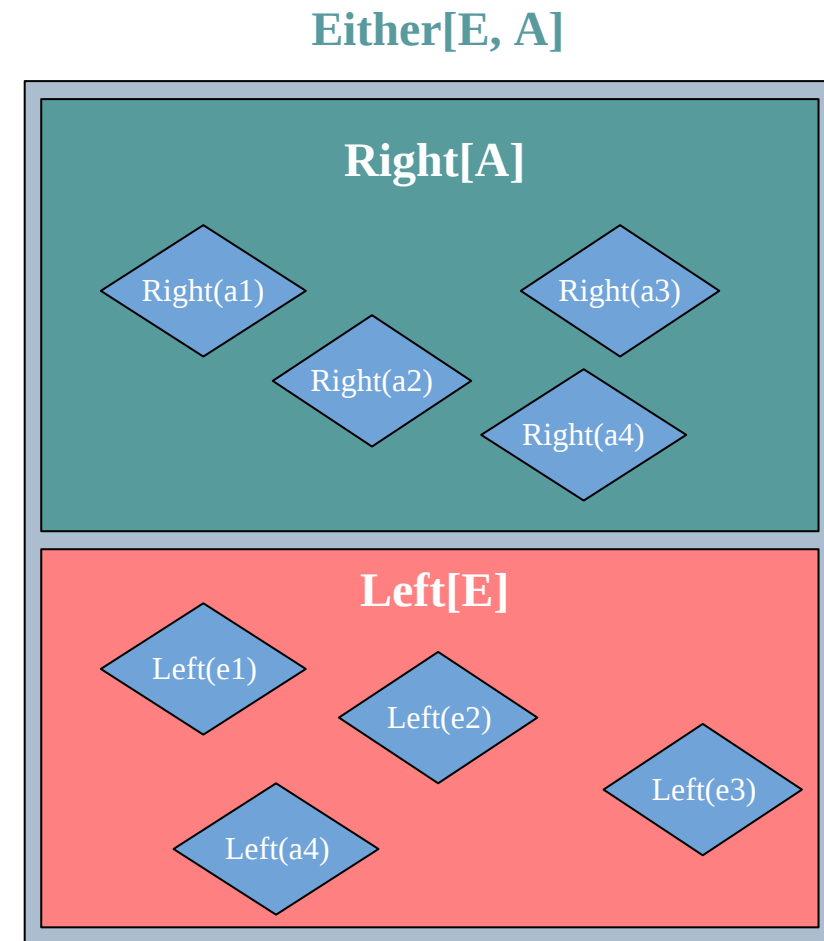 Either[E, A]
Right[A]
Right(a1)
Right(a3)
Right(a2)
Right(a4)
Left[E]
Left(e1)
Left(e2)
Left(e3)
Left(a4)